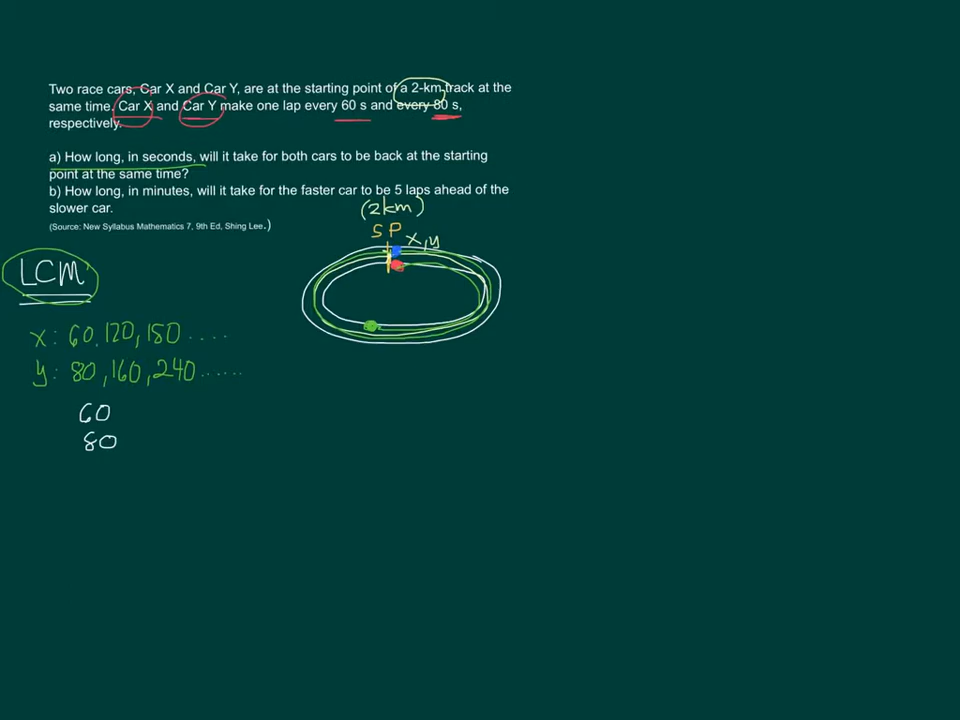 Two race cars, Car X and Car Y, are at the starting point of a 2-km track at the
same time. Car X and Car Y make one lap every 60 s and every 80 s,
respectively.
a) How long, in seconds, will it take for both cars to be back at the starting
point at the same time?
b) How long, in minutes, will it take for the faster car to be 5 laps ahead of the
slower car.
(Source: New Syllabus Mathematics 7, 9th Ed, Shing Lee.)
(2km)
SP
X,Y
LCM
x: 60,120,180....
y: 80,160,240......
60
80